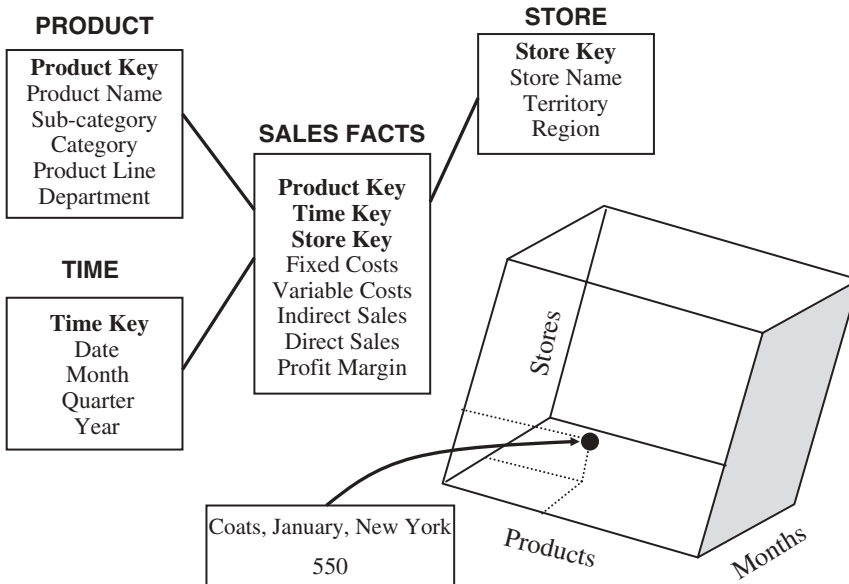 PRODUCT
Product Key
Product Name
Sub-category
Category
Product Line
Department
STORE
Store Key
Store Name
Territory
Region
SALES FACTS
Product Key
Time Key
Store Key
Fixed Costs
Variable Costs
Indirect Sales
Direct Sales
Profit Margin
TIME
Time Key
Date
Month
Quarter
Year
Stores
Products
Months
Coats, January, New York
550